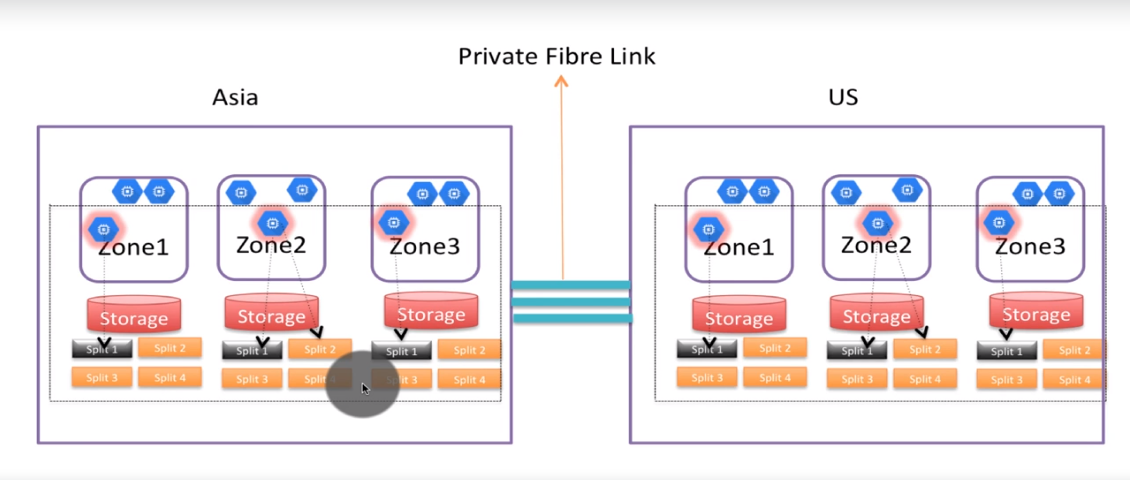 Private Fibre Link
Asia
US
Zone1
Zone2
Zone3
Zone1
Zone2
Zone3
Storage
Storage
Storage
Storage
Storage
Storage
Split 1
Split 2
Split 1
Split 2
Split 1
Split 2
Split 1
Split 2
Split 1
Split 2
Split 1
Split 2
Split 3
Split 4
Split 3
Split 4
Split 3
Split 4
Split 3
Split 4
Split 3
Split 4
Split 3
Split 4